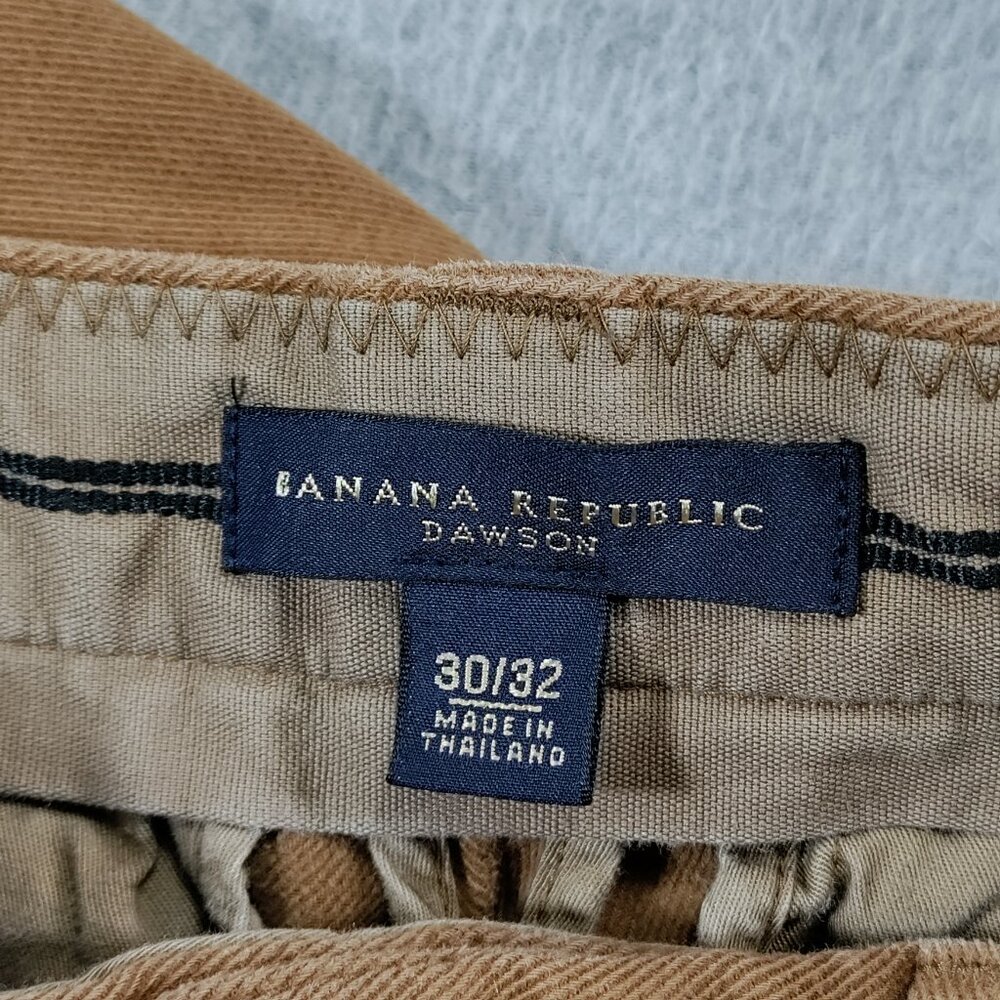 BANANA REPUBLIC
DAWSON
30/32
MADE IN
THAILAND